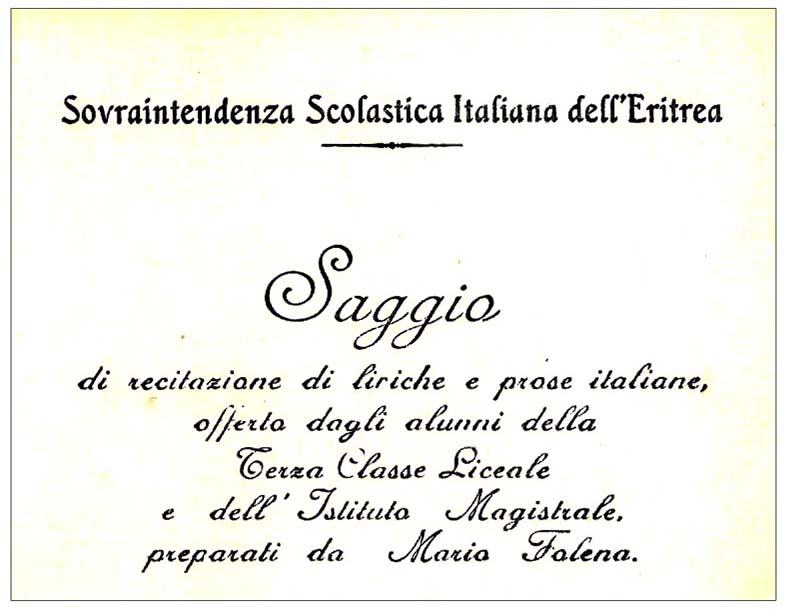 Sovraintendenza Scolastica Italiana dell'Eritrea
Saggio
di recitazione di liriche e prose italiane,
offerto dagli alunni della
Terza Classe Liceale
e dell' Istituto Magistrale,
preparati da Mario Folena.